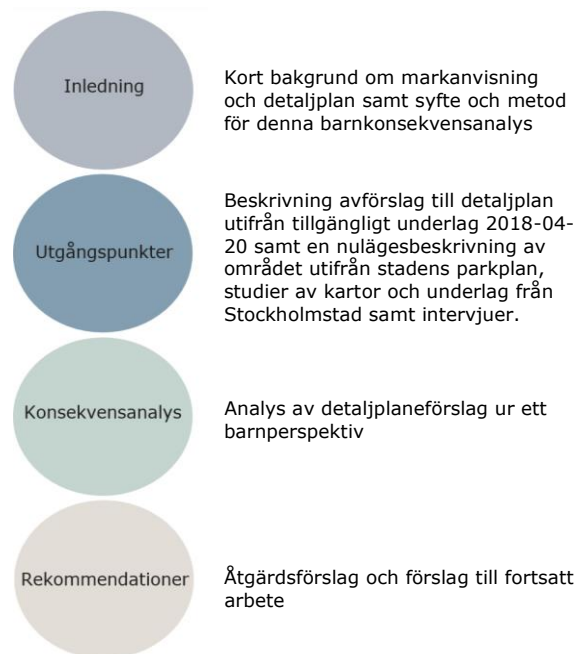 Inledning
Kort bakgrund om markanvisning
och detaljplan samt syfte och metod
för denna barnkonsekvensanalys
Utgångspunkter
Beskrivning avförslag till detaljplan
utifrån tillgängligt underlag 2018-04-
20 samt en nulägesbeskrivning av
området utifrån stadens parkplan,
studier av kartor och underlag från
Stockholmstad samt intervjuer.
Konsekvensanalys
Analys av detaljplaneförslag ur ett
barnperspektiv
Rekommendationer
Åtgärdsförslag och förslag till fortsatt
arbete